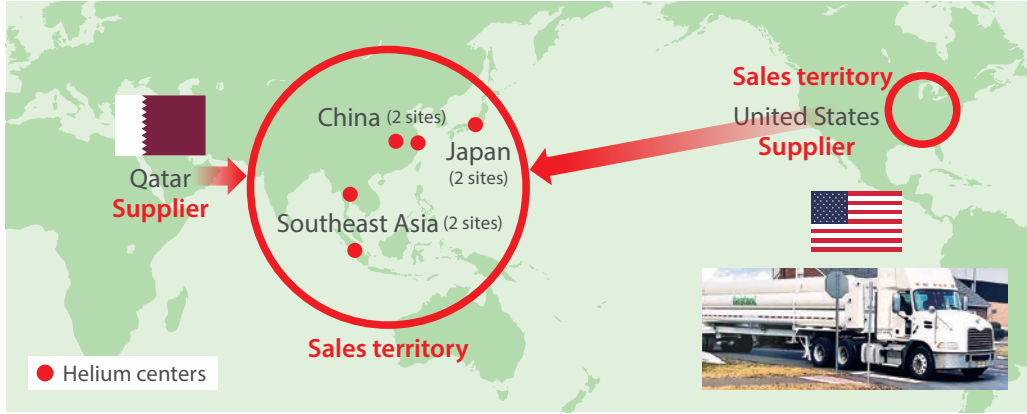 China (2 sites)
Japan
(2 sites)
Qatar
Supplier
Southeast Asia (2 sites)
Sales territory
Sales territory
United States
Supplier
Helium centers